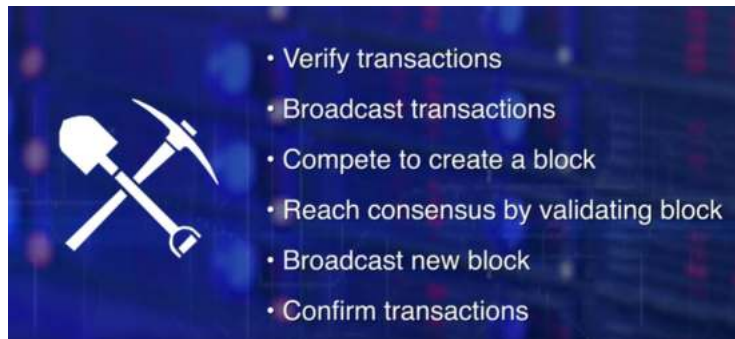 • Verify transactions
• Broadcast transactions
• Compete to create a block
• Reach consensus by validating block
• Broadcast new block
• Confirm transactions